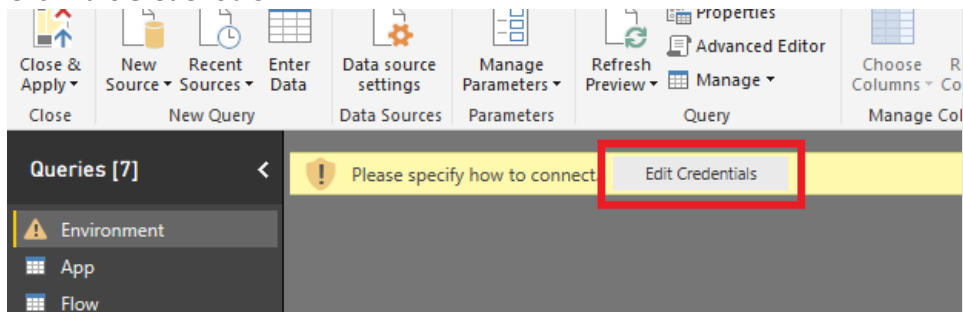 Properties
Advanced Editor
Close & New Recent Enter Data source Manage Refresh Manage Choose
Apply Source Sources Data settings Parameters Preview Columns
Close New Query Data Sources Parameters Query Manage Col
Queries [7]
Please specify how to connect. Edit Credentials
Environment
App
Flow